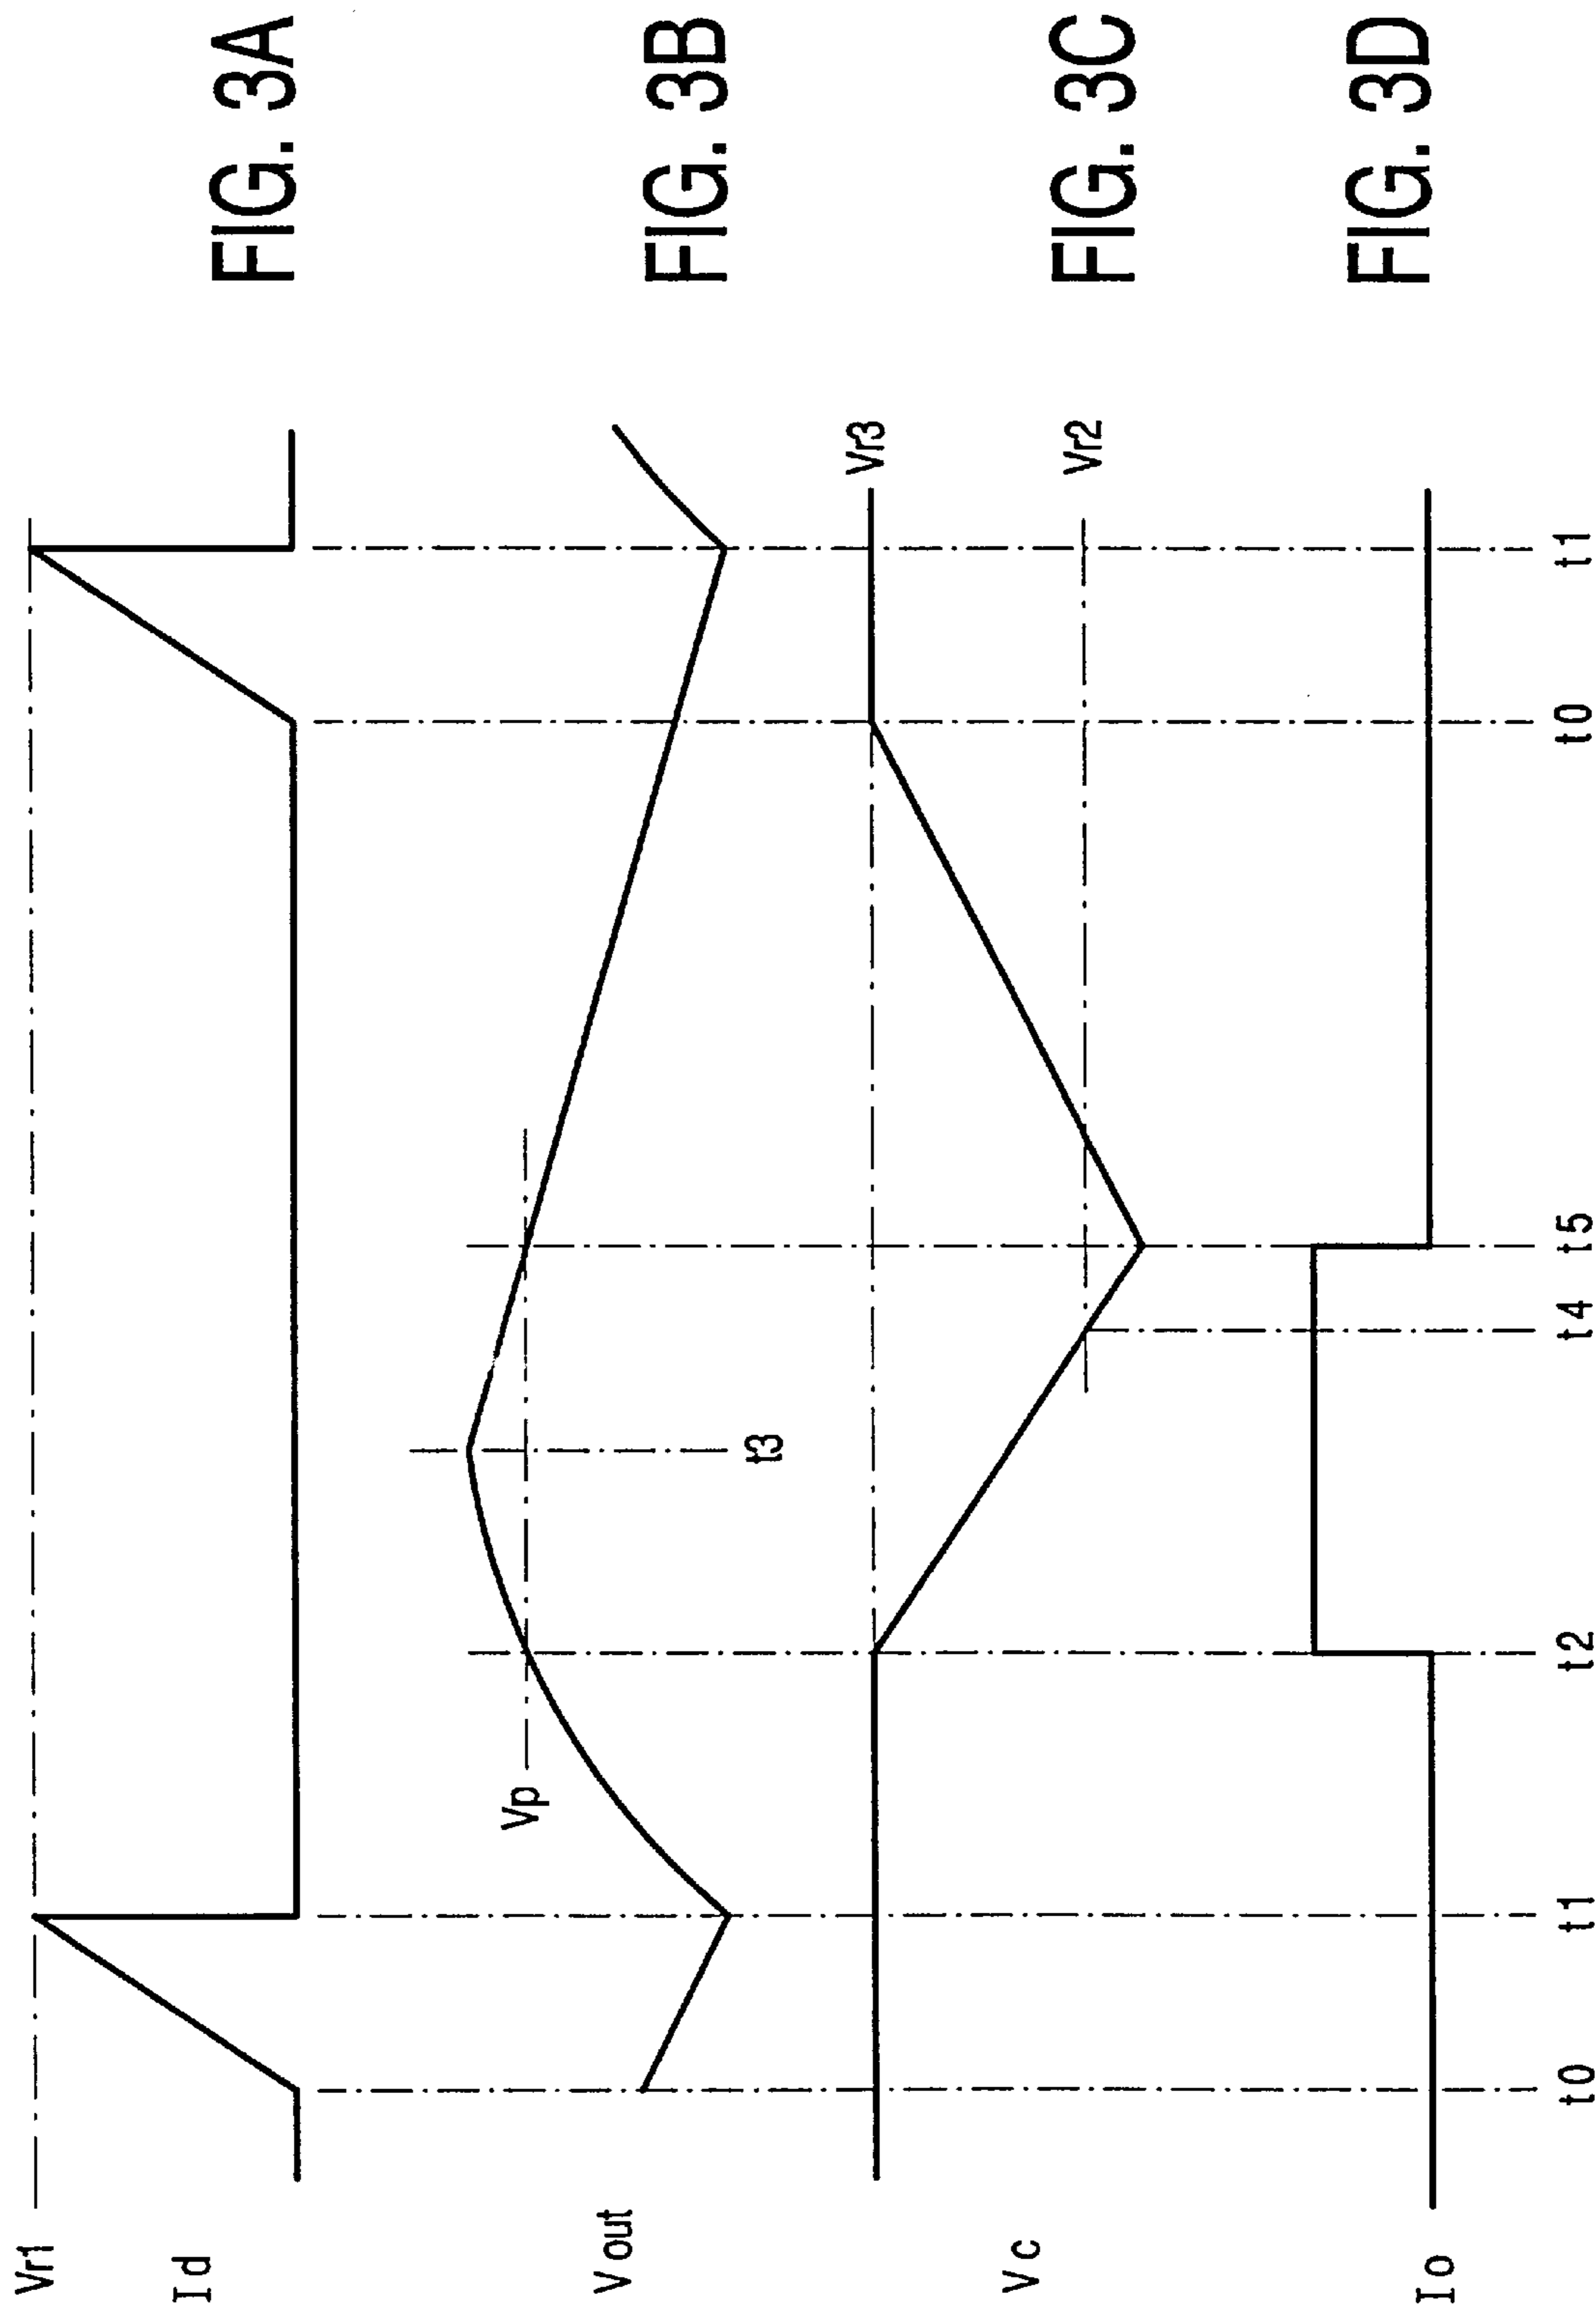 Vr1
Id
FIG. 3A
Vout
Vp
t3
FIG. 3B
Vc
Vr3
Vr2
FIG. 3C
Io
FIG. 3D
t0
t1
t2
t4
t5
t0
t1